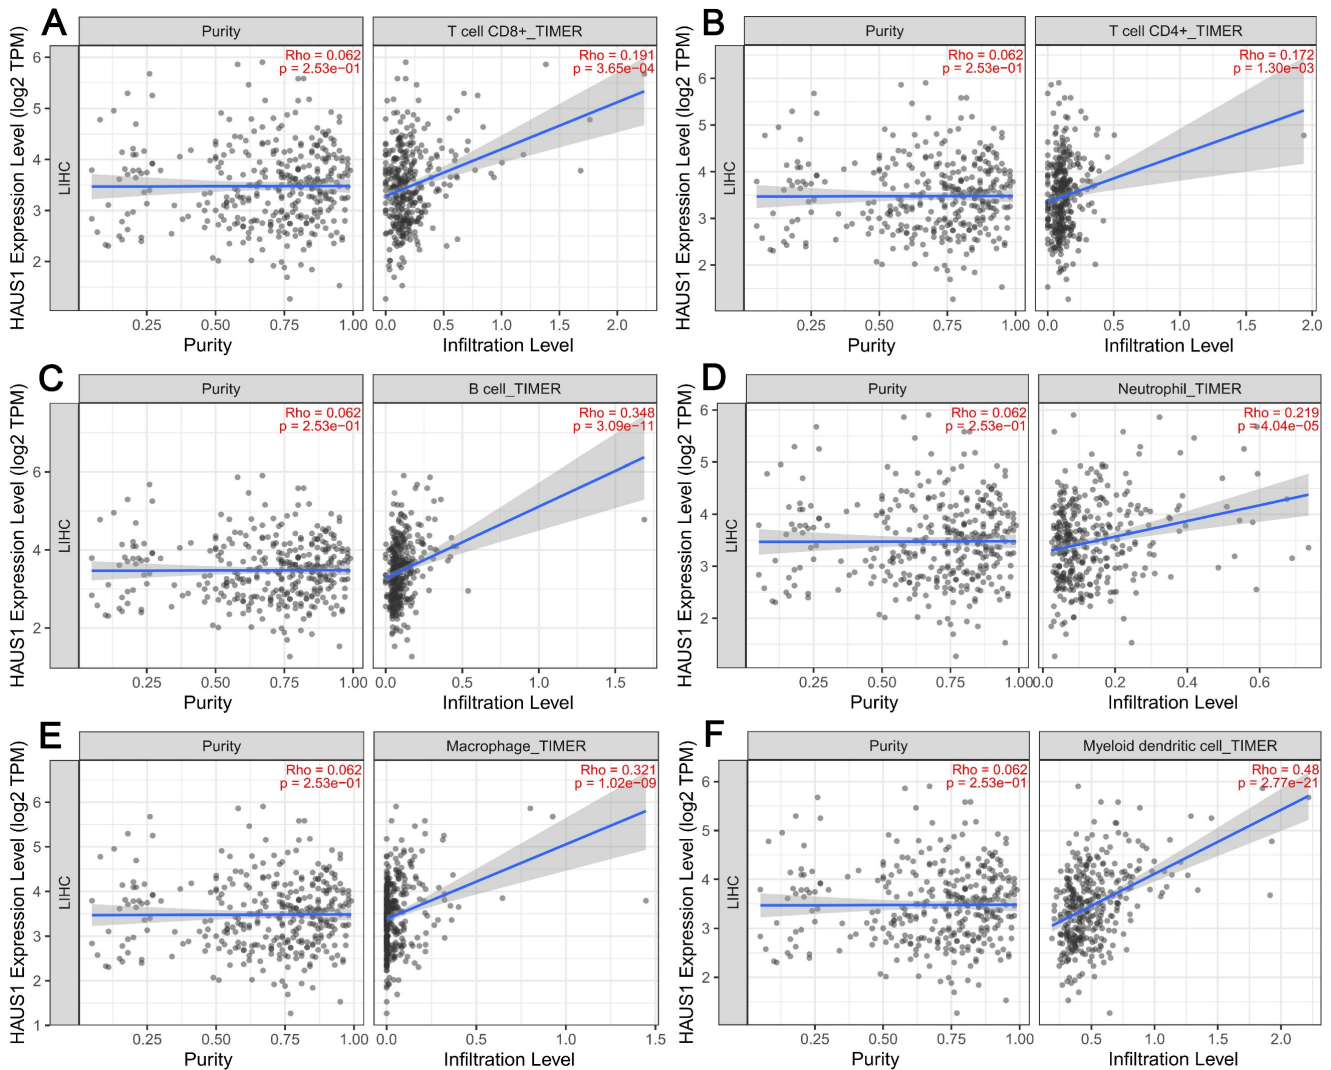 A
Purity
T cell CD8+_TIMER
HAUS1 Expression Level (log2 TPM)
LIHC
Rho = 0.062
p = 2.53e−01
Rho = 0.191
p = 3.65e−04
6
5
4
3
2
0.25 0.50 0.75 1.00
0.0 0.5 1.0 1.5 2.0
Purity
Infiltration Level
B
Purity
T cell CD4+_TIMER
HAUS1 Expression Level (log2 TPM)
LIHC
Rho = 0.062
p = 2.53e−01
Rho = 0.172
p = 1.30e−03
6
5
4
3
2
0.25 0.50 0.75 1.00
0.0 0.5 1.0 1.5 2.0
Purity
Infiltration Level
C
Purity
B cell_TIMER
HAUS1 Expression Level (log2 TPM)
LIHC
Rho = 0.062
p = 2.53e−01
Rho = 0.348
p = 3.09e−11
6
4
2
0.25 0.50 0.75 1.00
0.0 0.5 1.0 1.5
Purity
Infiltration Level
D
Purity
Neutrophil_TIMER
HAUS1 Expression Level (log2 TPM)
LIHC
Rho = 0.062
p = 2.53e−01
Rho = 0.219
p = 4.04e−05
6
5
4
3
2
0.25 0.50 0.75 1.00
0.0 0.2 0.4 0.6
Purity
Infiltration Level
E
Purity
Macrophage_TIMER
HAUS1 Expression Level (log2 TPM)
LIHC
Rho = 0.062
p = 2.53e−01
Rho = 0.321
p = 1.02e−09
6
5
4
3
2
1
0.25 0.50 0.75 1.00
0.0 0.5 1.0 1.5
Purity
Infiltration Level
F
Purity
Myeloid dendritic cell_TIMER
HAUS1 Expression Level (log2 TPM)
LIHC
Rho = 0.062
p = 2.53e−01
Rho = 0.48
p = 2.77e−21
6
5
4
3
2
0.25 0.50 0.75 1.00
0.5 1.0 1.5 2.0
Purity
Infiltration Level